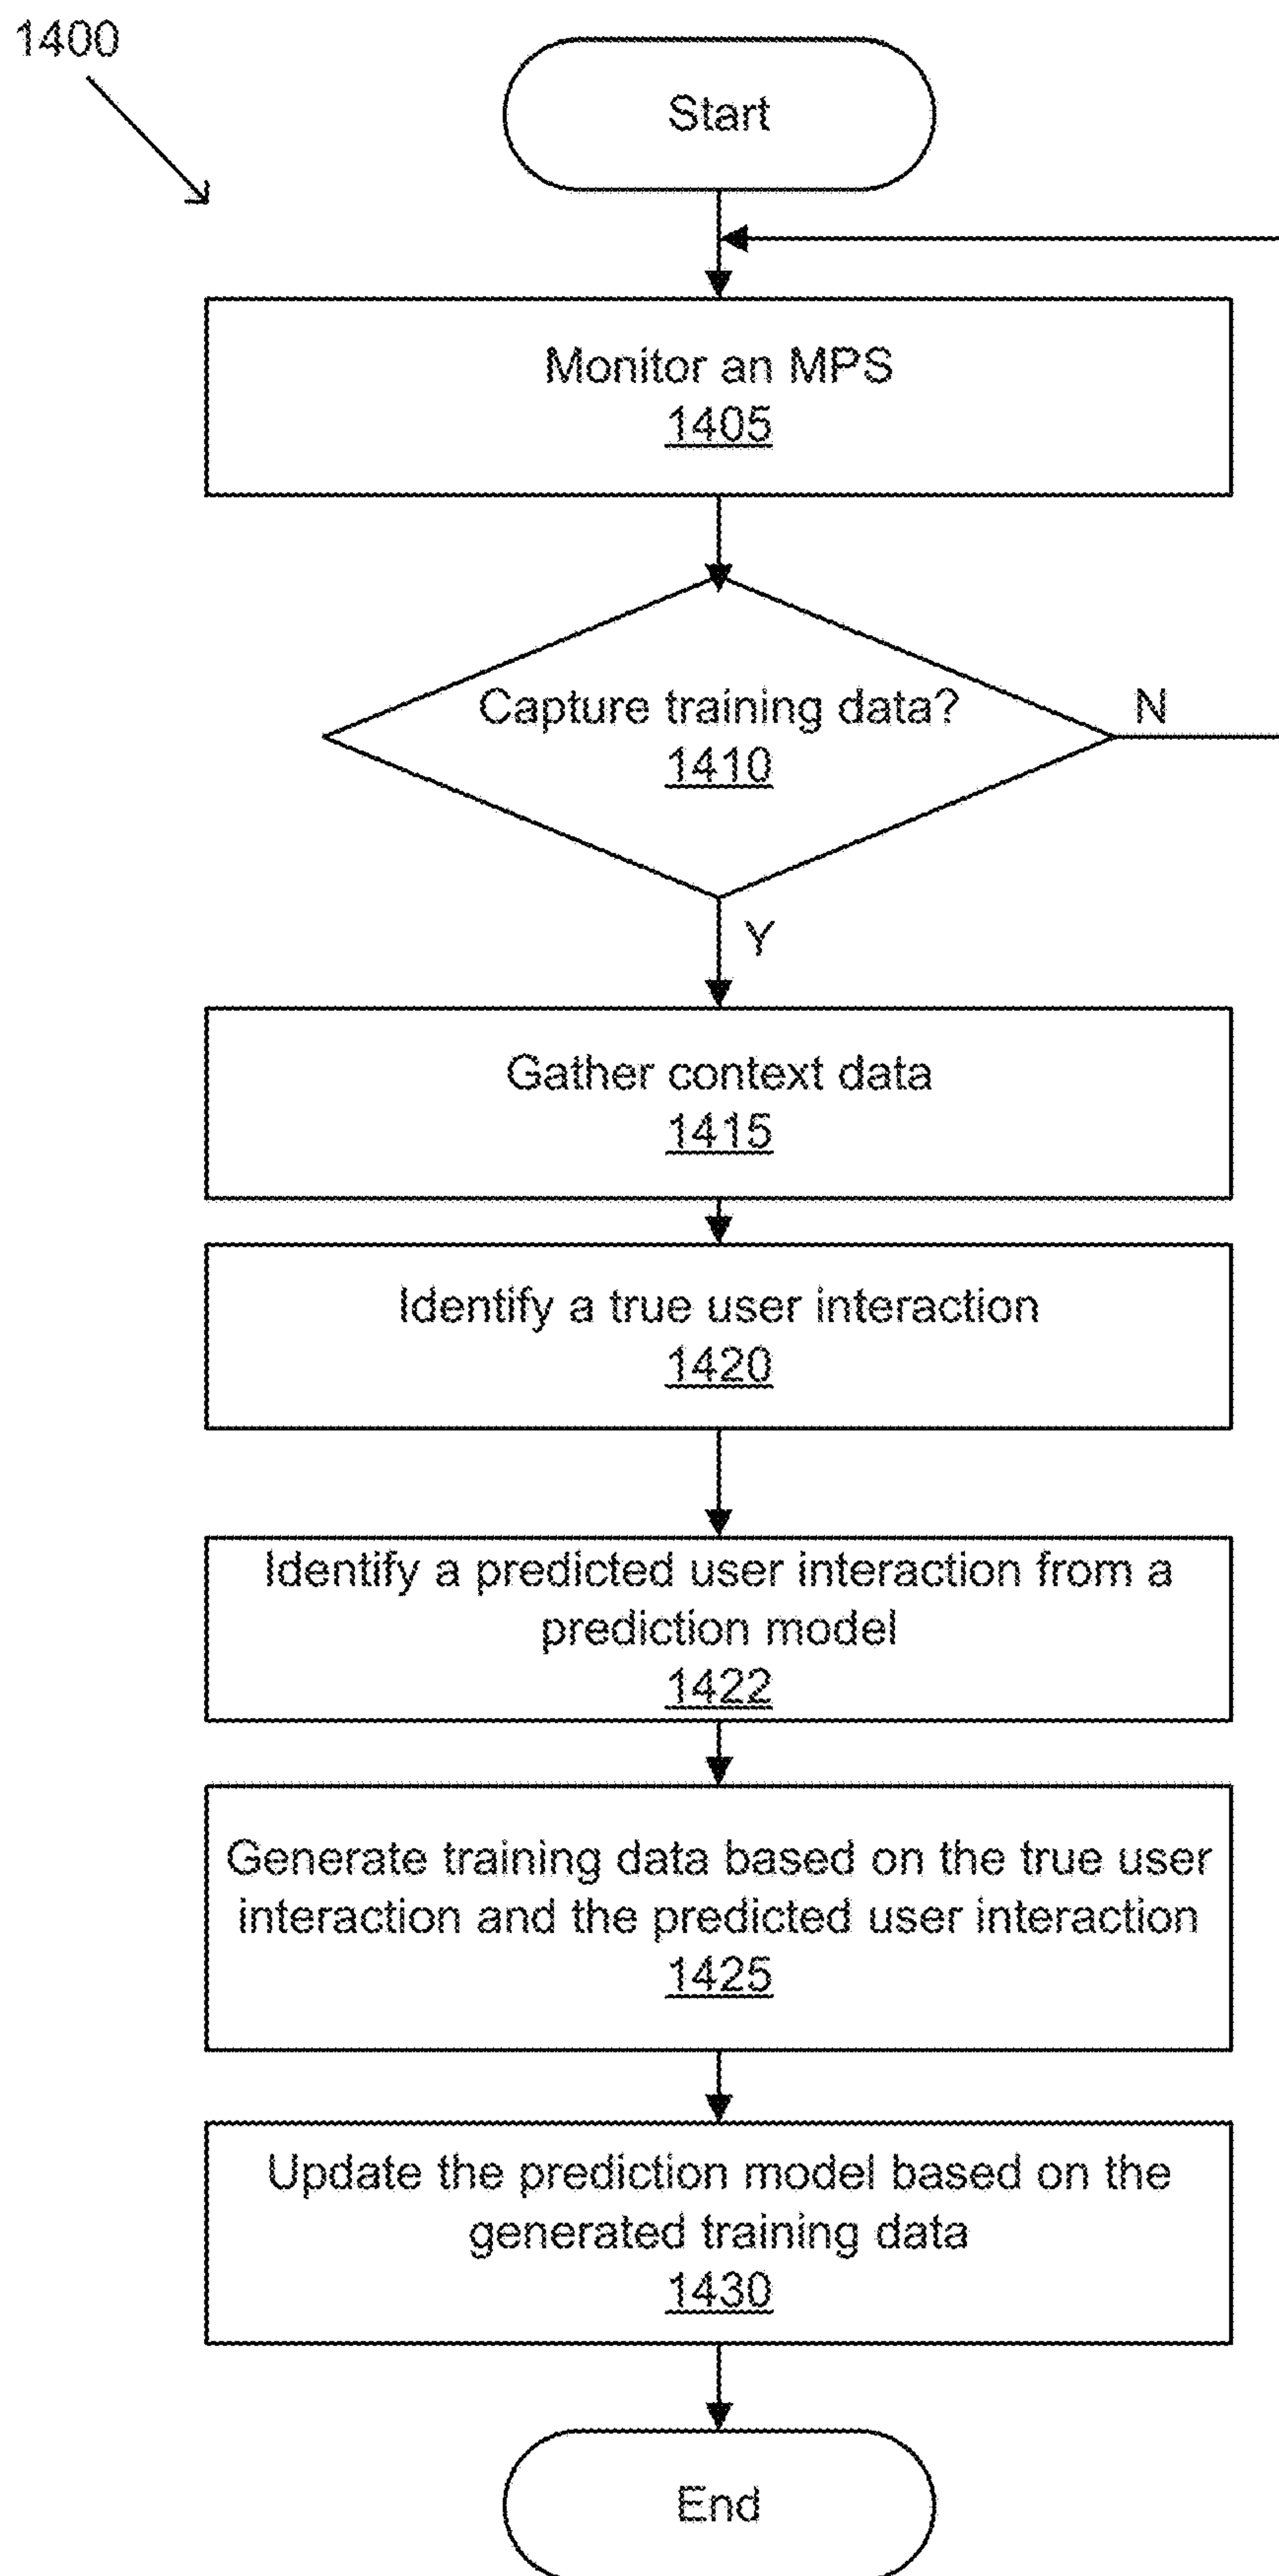 1400
Start
Monitor an MPS
1405
Capture training data?
1410
N
Y
Gather context data
1415
Identify a true user interaction
1420
Identify a predicted user interaction from a
prediction model
1422
Generate training data based on the true user
interaction and the predicted user interaction
1425
Update the prediction model based on the
generated training data
1430
End